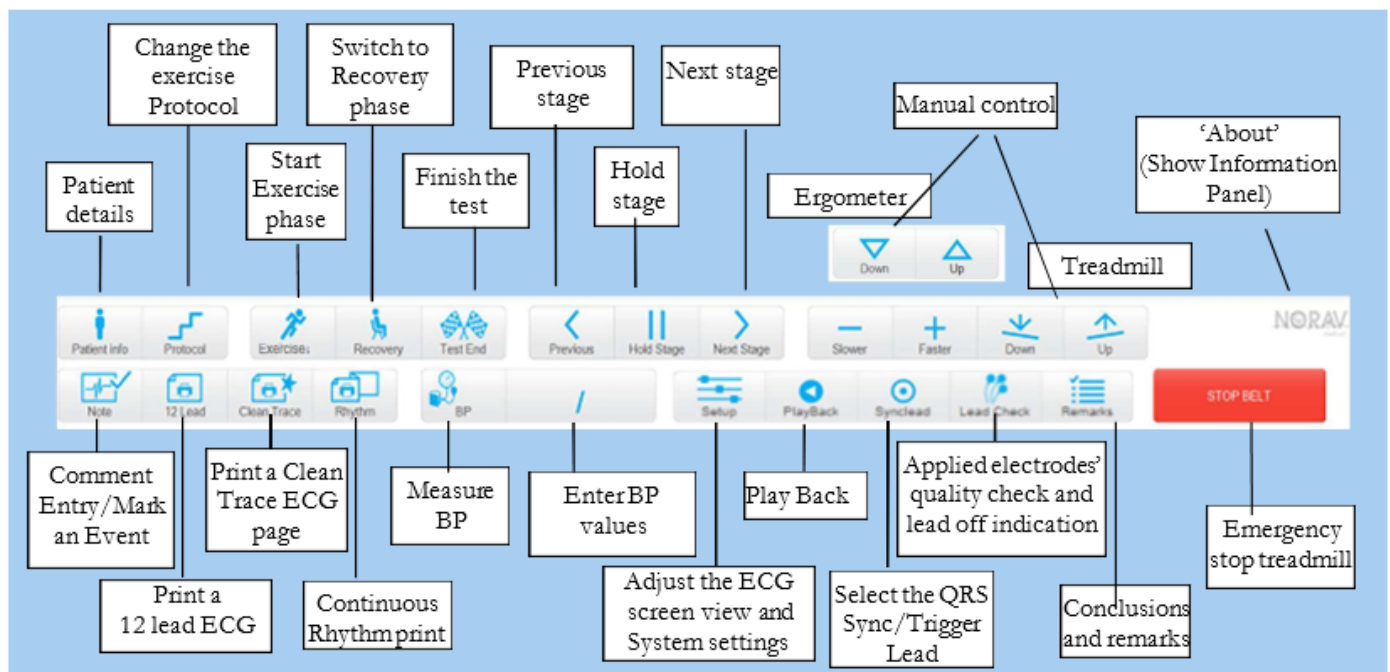 Change the
exercise
Protocol
Switch to
Recovery
phase
Previous
stage
Next stage
Manual control
'About'
(Show Information
Panel)
Patient
details
Start
Exercise
phase
Finish the
test
Hold
stage
Ergometer
Down
Up
Treadmill
Patient info
Protocol
Exercise
Recovery
Test End
Previous
Hold Stage
Next Stage
Slower
Faster
Down
Up
NORAV
Note
12 Lead
Clean Trace
Rhythm
BP
/
Setup
PlayBack
Synclead
Lead Check
Remarks
STOP BELT
Comment
Entry/Mark
an Event
Print a Clean
Trace ECG
page
Measure
BP
Enter BP
values
Play Back
Applied electrodes'
quality check and
lead off indication
Emergency
stop treadmill
Print a
12 lead ECG
Continuous
Rhythm print
Adjust the ECG
screen view and
System settings
Select the QRS
Sync/Trigger
Lead
Conclusions
and remarks